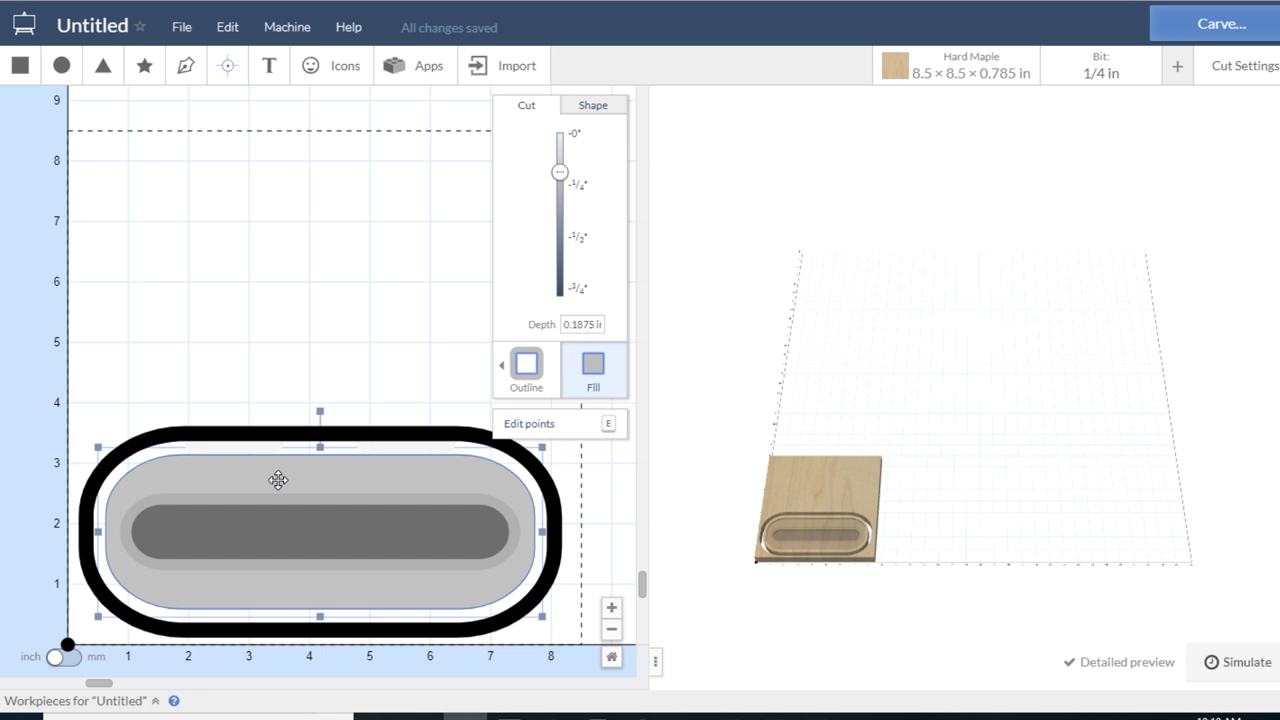 Untitled File Edit Machine Help All changes saved Carve...
T Icons Apps Import Hard Maple 8.5 × 8.5 × 0.785 in Bit: 1/4 in Cut Settings
9
8
7
6
5
4
3
2
1
Cut Shape
-0"
-1/4"
-1/2"
-3/4"
Depth 0.1875 i
Outline Fill
Edit points E
inch mm 1 2 3 4 5 6 7 8
Detailed preview Simulate
Workpieces for "Untitled" ?